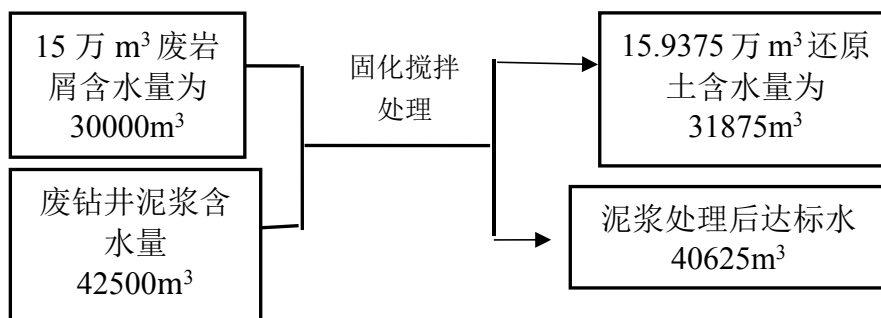 15 万 m³ 废岩
屑含水量为
30000m³
废钻井泥浆含
水量
42500m³
固化搅拌
处理
15.9375 万 m³ 还原
土含水量为
31875m³
泥浆处理后达标水
40625m³